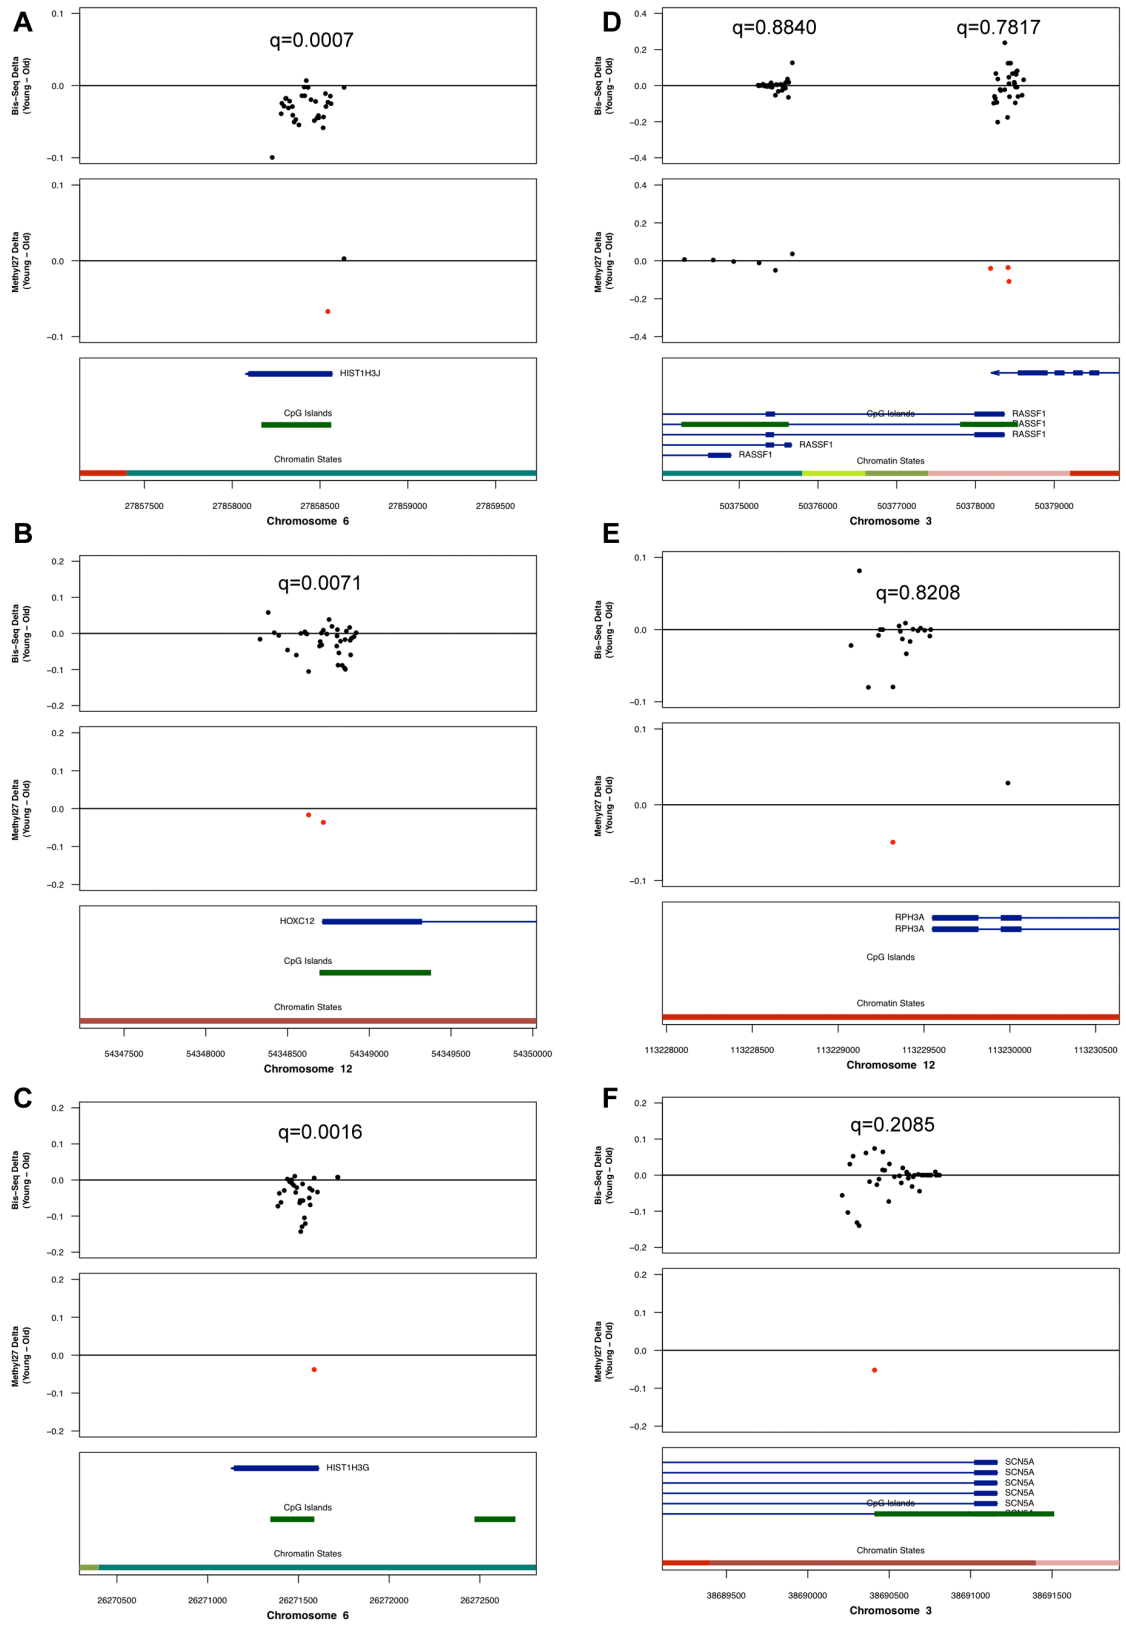 A
q=0.0007
Bis−Seq Delta
(Young − Old)
0.1
0.0
−0.1
Methyl27 Delta
(Young − Old)
0.1
0.0
−0.1
HIST1H3J
CpG Islands
Chromatin States
27857500 27858000 27858500 27859000 27859500
Chromosome 6
B
q=0.0071
Bis−Seq Delta
(Young − Old)
0.2
0.1
0.0
−0.1
−0.2
Methyl27 Delta
(Young − Old)
0.2
0.1
0.0
−0.1
−0.2
HOXC12
CpG Islands
Chromatin States
54347500 54348000 54348500 54349000 54349500 54350000
Chromosome 12
C
q=0.0016
Bis−Seq Delta
(Young − Old)
0.2
0.1
0.0
−0.1
−0.2
Methyl27 Delta
(Young − Old)
0.2
0.1
0.0
−0.1
−0.2
HIST1H3G
CpG Islands
Chromatin States
26270500 26271000 26271500 26272000 26272500
Chromosome 6
D
q=0.8840 q=0.7817
Bis−Seq Delta
(Young − Old)
0.4
0.2
0.0
−0.2
−0.4
Methyl27 Delta
(Young − Old)
0.4
0.2
0.0
−0.2
−0.4
CpG Islands RASSF1
RASSF1
RASSF1
RASSF1
RASSF1
Chromatin States
50375000 50376000 50377000 50378000 50379000
Chromosome 3
E
q=0.8208
Bis−Seq Delta
(Young − Old)
0.1
0.0
−0.1
Methyl27 Delta
(Young − Old)
0.1
0.0
−0.1
RPH3A
RPH3A
CpG Islands
Chromatin States
113228000 113228500 113229000 113229500 113230000 113230500
Chromosome 12
F
q=0.2085
Bis−Seq Delta
(Young − Old)
0.2
0.1
0.0
−0.1
−0.2
Methyl27 Delta
(Young − Old)
0.2
0.1
0.0
−0.1
−0.2
SCN5A
SCN5A
SCN5A
SCN5A
CpG Islands SCN5A
Chromatin States
38689500 38690000 38690500 38691000 38691500
Chromosome 3